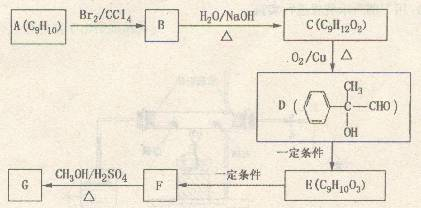 A(C₉H₁₀) Br₂/CCl₄ B H₂O/NaOH △ C(C₉H₁₂O₂)
O₂/Cu △
D ( CH₃ C CHO )
OH
一定条件
G CH₃OH/H₂SO₄ △ F 一定条件 E(C₉H₁₀O₃)